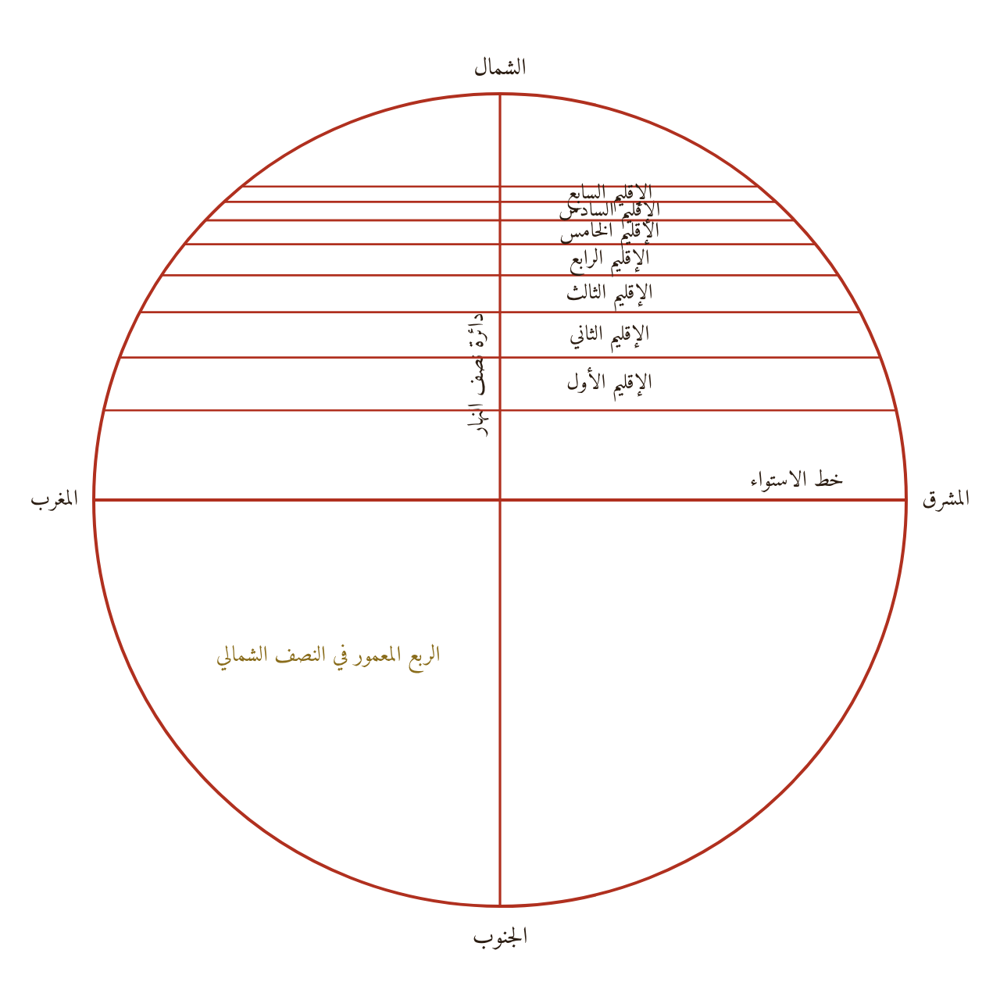 الشمال
الإقليم السابع
الإقليم السادس
الإقليم الخامس
الإقليم الرابع
الإقليم الثالث
الإقليم الثاني
الإقليم الأول
دائرة نصف النهار
خط الاستواء
المشرق
المغرب
الربع المعمور في النصف الشمالي
الجنوب